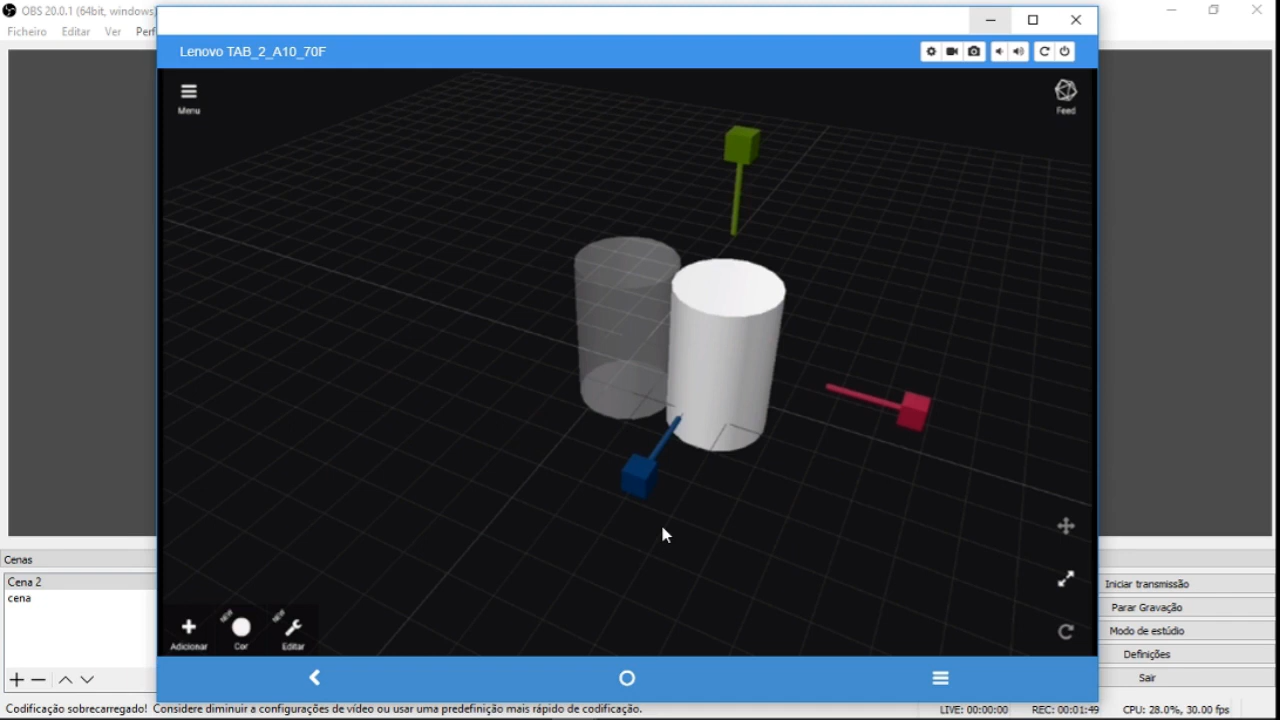 OBS 20.0.1 (64bit, windows)
Ficheiro Editar Ver Perf
Lenovo TAB_2_A10_70F
Menu
Feed
NEW
NEW
Adicionar
Cor
Editar
Cenas
Cena 2
cena
Iniciar transmissão
Parar Gravação
Modo de estúdio
Definições
Sair
Codificação sobrecarregado! Considere diminuir a configurações de vídeo ou usar uma predefinição mais rápido de codificação.
LIVE: 00:00:00 REC: 00:01:49 CPU: 28.0%, 30.00 fps